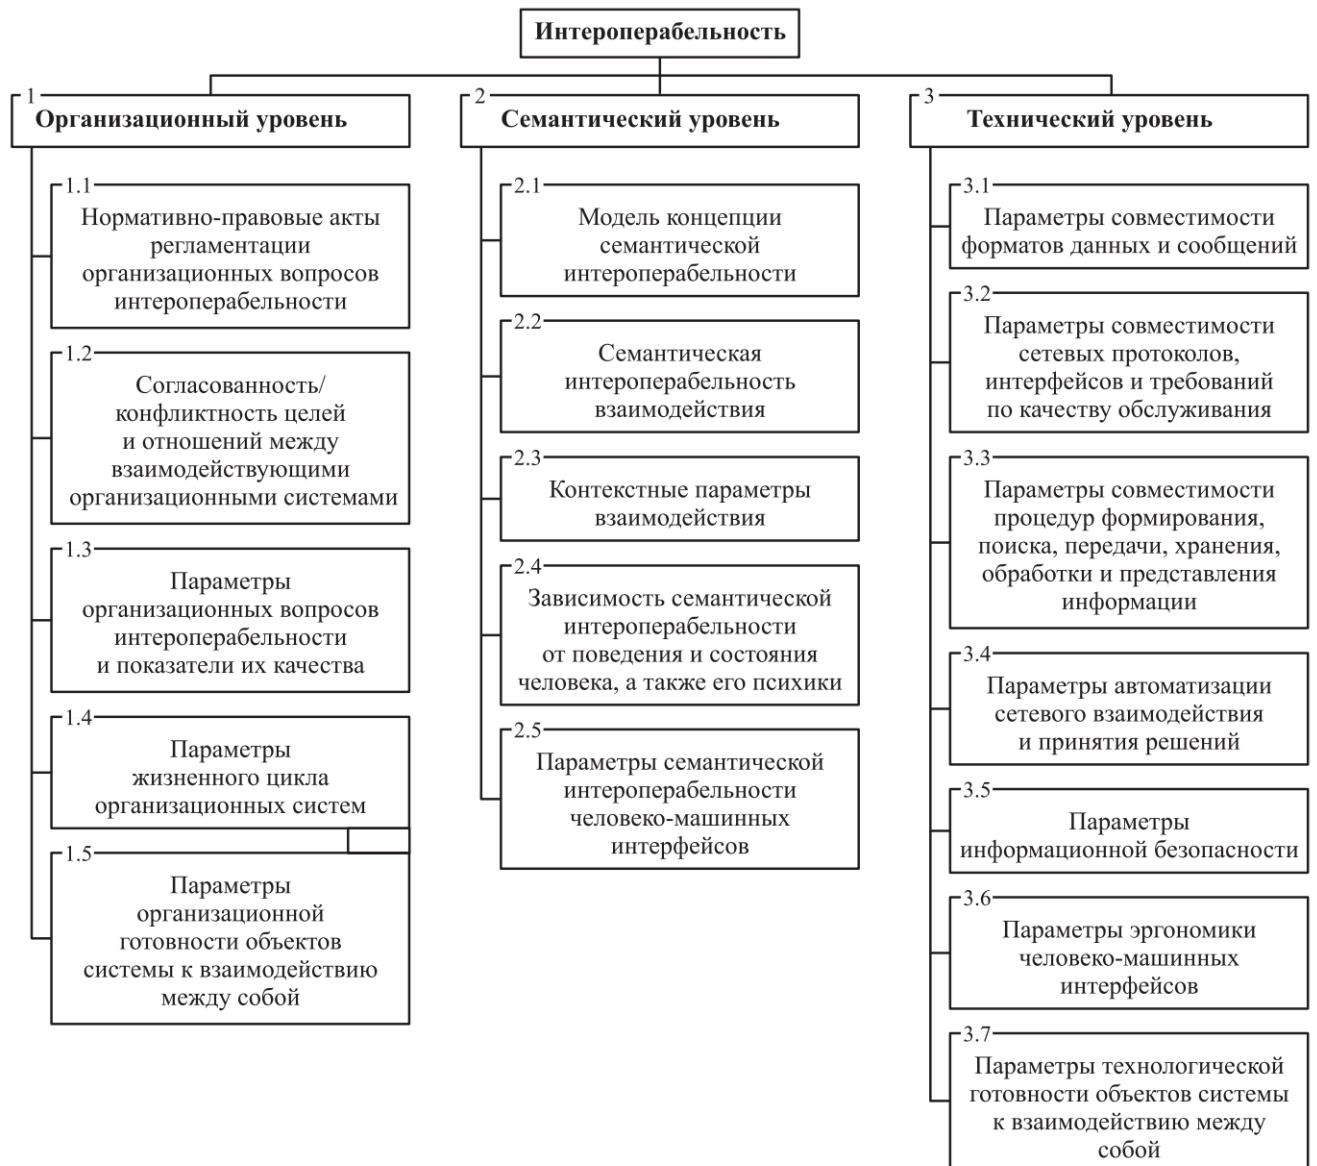 Интероперабельность
1
Организационный уровень
1.1
Нормативно-правовые акты
регламентации
организационных вопросов
интероперабельности
1.2
Согласованность/
конфликтность целей
и отношений между
взаимодействующими
организационными системами
1.3
Параметры
организационных вопросов
интероперабельности
и показатели их качества
1.4
Параметры
жизненного цикла
организационных систем
1.5
Параметры
организационной
готовности объектов
системы к взаимодействию
между собой
2
Семантический уровень
2.1
Модель концепции
семантической
интероперабельности
2.2
Семантическая
интероперабельность
взаимодействия
2.3
Контекстные параметры
взаимодействия
2.4
Зависимость семантической
интероперабельности
от поведения и состояния
человека, а также его психики
2.5
Параметры семантической
интероперабельности
человеко-машинных
интерфейсов
3
Технический уровень
3.1
Параметры совместимости
форматов данных и сообщений
3.2
Параметры совместимости
сетевых протоколов,
интерфейсов и требований
по качеству обслуживания
3.3
Параметры совместимости
процедур формирования,
поиска, передачи, хранения,
обработки и представления
информации
3.4
Параметры автоматизации
сетевого взаимодействия
и принятия решений
3.5
Параметры
информационной безопасности
3.6
Параметры эргономики
человеко-машинных
интерфейсов
3.7
Параметры технологической
готовности объектов системы
к взаимодействию между
собой